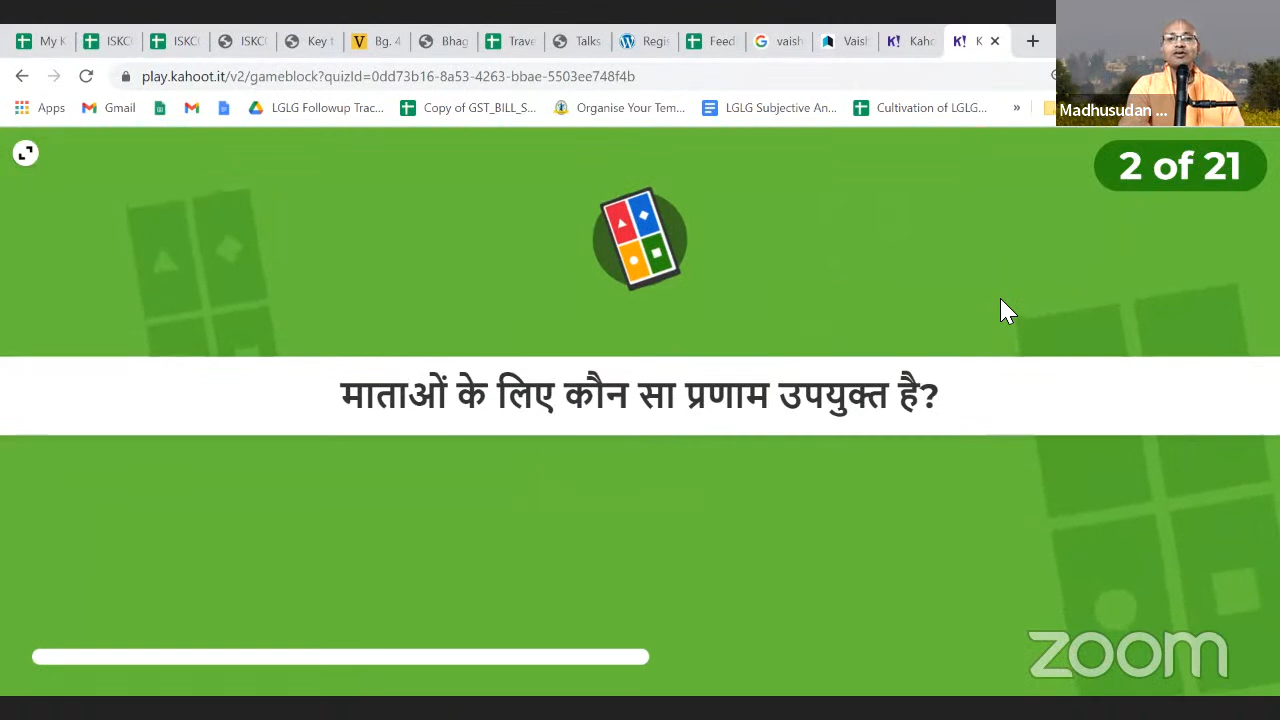 My K
ISKC
ISKC
ISKC
Key t
Bg. 4
Bhag
Trave
Talks
Regis
Feed
vaish
Vaish
Kaho
K
play.kahoot.it/v2/gameblock?quizId=0dd73b16-8a53-4263-bbae-5503ee748f4b
Apps
Gmail
LGLG Followup Trac...
Copy of GST_BILL_S...
Organise Your Tem...
LGLG Subjective An...
Cultivation of LGLG...
»
Madhusudan ...
2 of 21
माताओं के लिए कौन सा प्रणाम उपयुक्त है?
zoom